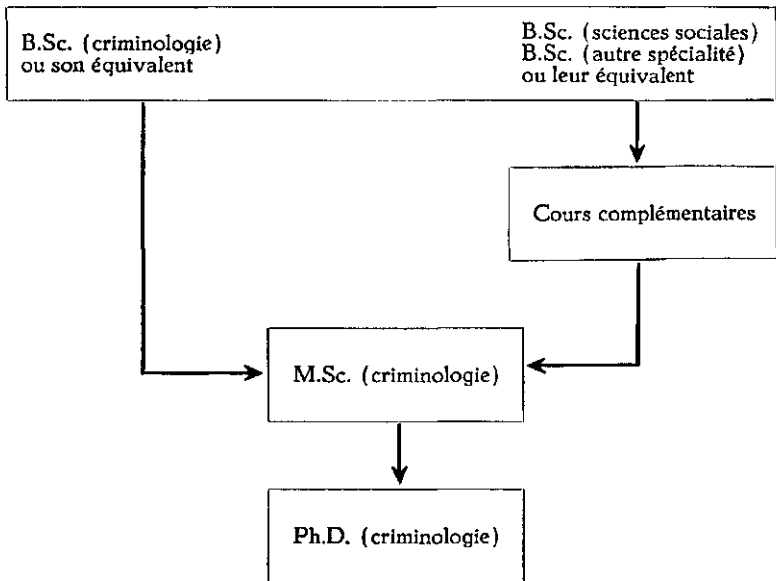 B.Sc. (criminologie)
ou son équivalent
B.Sc. (sciences sociales)
B.Sc. (autre spécialité)
ou leur équivalent
Cours complémentaires
M.Sc. (criminologie)
Ph.D. (criminologie)